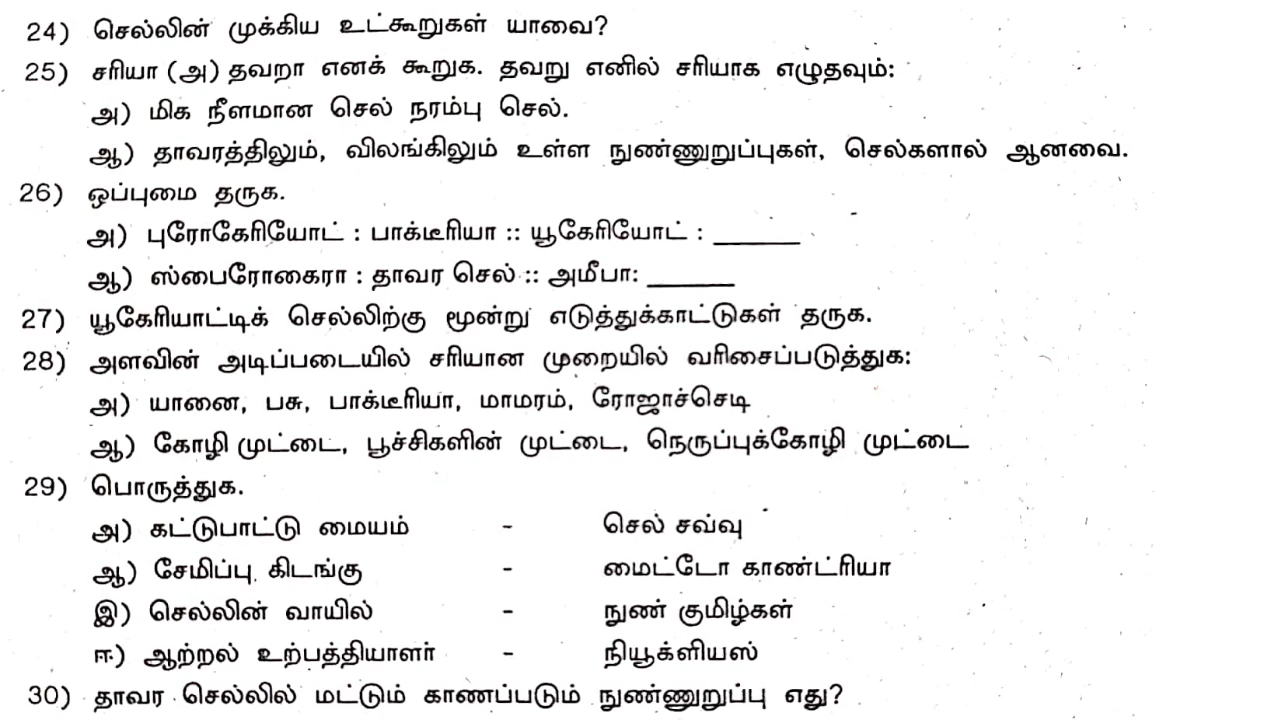 24) செல்லின் முக்கிய உட்கூறுகள் யாவை?
25) சரியா (அ) தவறா எனக் கூறுக. தவறு எனில் சரியாக எழுதவும்:
அ) மிக நீளமான செல் நரம்பு செல்.
ஆ) தாவரத்திலும், விலங்கிலும் உள்ள நுண்ணுறுப்புகள், செல்களால் ஆனவை.
26) ஒப்புமை தருக.
அ) புரோகேரியோட் : பாக்டீரியா :: யூகேரியோட் : ______
ஆ) ஸ்பைரோகைரா : தாவர செல் :: அமீபா: ______
27) யூகேரியாட்டிக் செல்லிற்கு மூன்று எடுத்துக்காட்டுகள் தருக.
28) அளவின் அடிப்படையில் சரியான முறையில் வரிசைப்படுத்துக:
அ) யானை, பசு, பாக்டீரியா, மாமரம், ரோஜாச்செடி
ஆ) கோழி முட்டை, பூச்சிகளின் முட்டை, நெருப்புக்கோழி முட்டை
29) பொருத்துக.
அ) கட்டுபாட்டு மையம் - செல் சவ்வு
ஆ) சேமிப்பு கிடங்கு - மைட்டோ காண்ட்ரியா
இ) செல்லின் வாயில் - நுண் குமிழ்கள்
ஈ) ஆற்றல் உற்பத்தியாளர் - நியூக்ளியஸ்
30) தாவர செல்லில் மட்டும் காணப்படும் நுண்ணுறுப்பு எது?